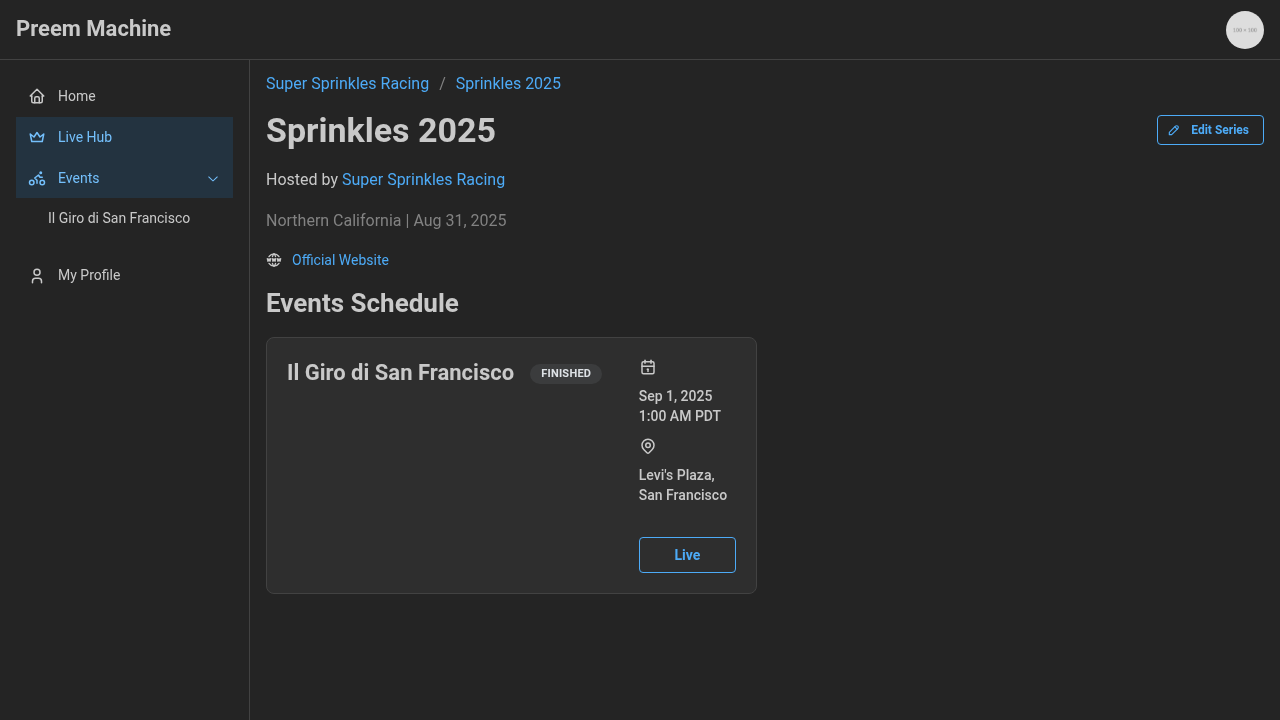 Preem Machine
Home
Live Hub
Events
Il Giro di San Francisco
My Profile
Super Sprinkles Racing / Sprinkles 2025
Sprinkles 2025
Edit Series
Hosted by Super Sprinkles Racing
Northern California | Aug 31, 2025
Official Website
Events Schedule
Il Giro di San Francisco
FINISHED
Sep 1, 2025
1:00 AM PDT
Levi's Plaza,
San Francisco
Live